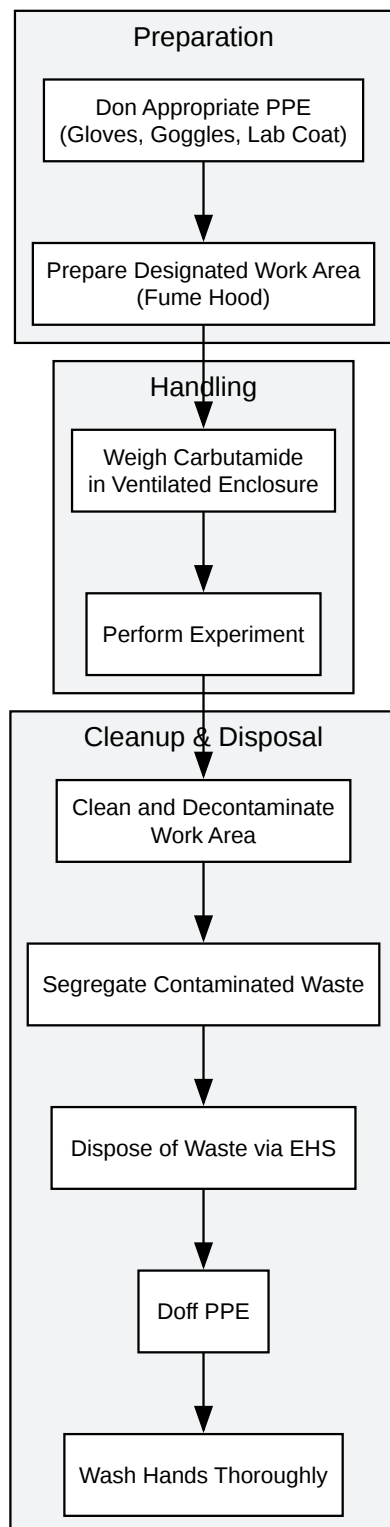 Preparation
Don Appropriate PPE
(Gloves, Goggles, Lab Coat)
Prepare Designated Work Area
(Fume Hood)
Handling
Weigh Carbutamide
in Ventilated Enclosure
Perform Experiment
Cleanup & Disposal
Clean and Decontaminate
Work Area
Segregate Contaminated Waste
Dispose of Waste via EHS
Doff PPE
Wash Hands Thoroughly